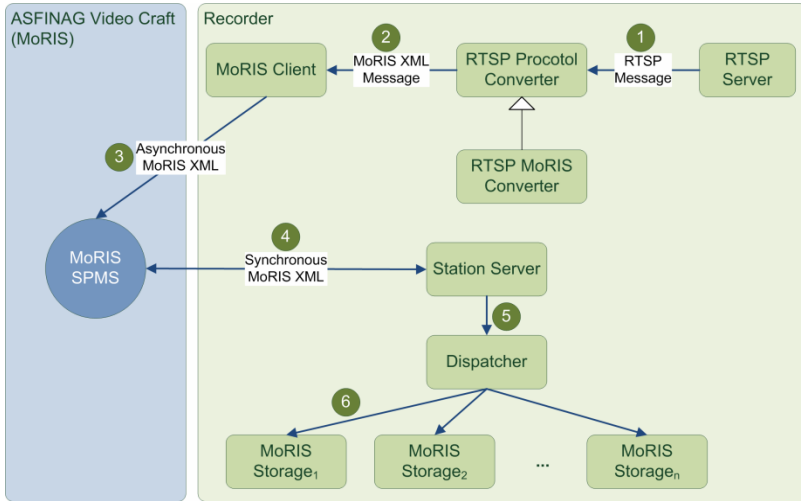 ASFINAG Video Craft
(MoRIS)
Recorder
1
2
MoRIS Client
MoRIS XML
Message
RTSP Procotol
Converter
RTSP
Message
RTSP
Server
3
Asynchronous
MoRIS XML
RTSP MoRIS
Converter
4
MoRIS
SPMS
Synchronous
MoRIS XML
Station Server
5
Dispatcher
6
MoRIS
Storage1
MoRIS
Storage2
...
MoRIS
Storagen